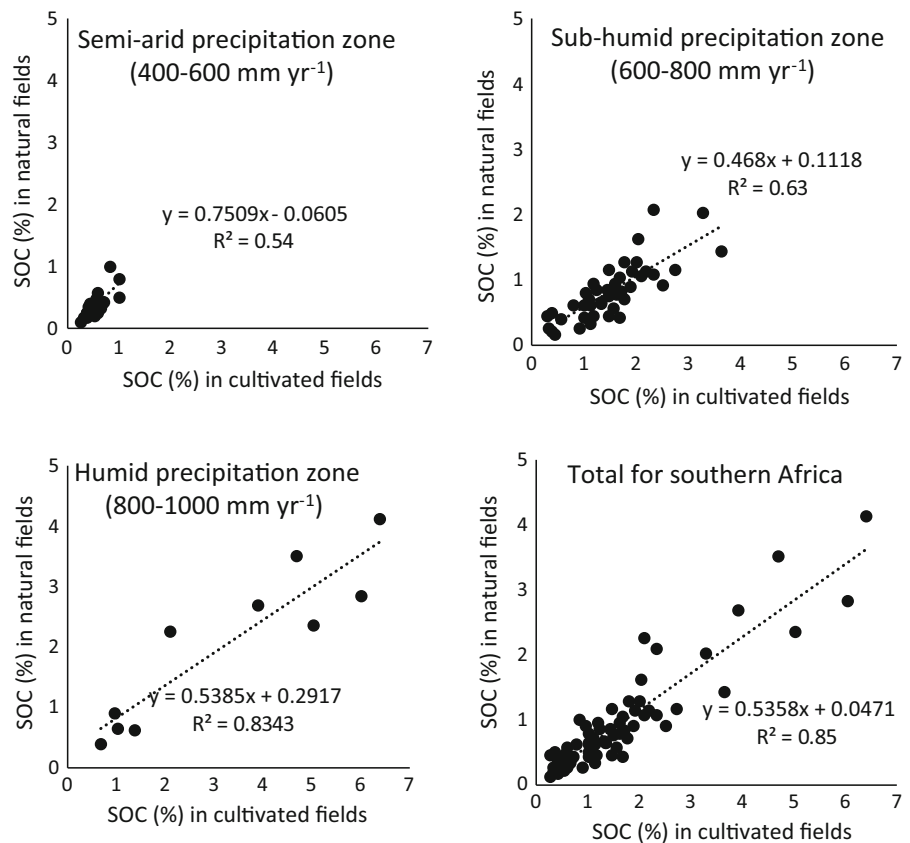 Semi-arid precipitation zone
(400-600 mm yr⁻¹)
SOC (%) in natural fields
5
4
3
2
1
0
y = 0.7509x - 0.0605
R² = 0.54
0 1 2 3 4 5 6 7
SOC (%) in cultivated fields
Sub-humid precipitation zone
(600-800 mm yr⁻¹)
SOC (%) in natural fields
5
4
3
2
1
0
y = 0.468x + 0.1118
R² = 0.63
0 1 2 3 4 5 6 7
SOC (%) in cultivated fields
Humid precipitation zone
(800-1000 mm yr⁻¹)
SOC (%) in natural fields
5
4
3
2
1
0
y = 0.5385x + 0.2917
R² = 0.8343
0 1 2 3 4 5 6 7
SOC (%) in cultivated fields
Total for southern Africa
SOC (%) in natural fields
5
4
3
2
1
0
y = 0.5358x + 0.0471
R² = 0.85
0 1 2 3 4 5 6 7
SOC (%) in cultivated fields